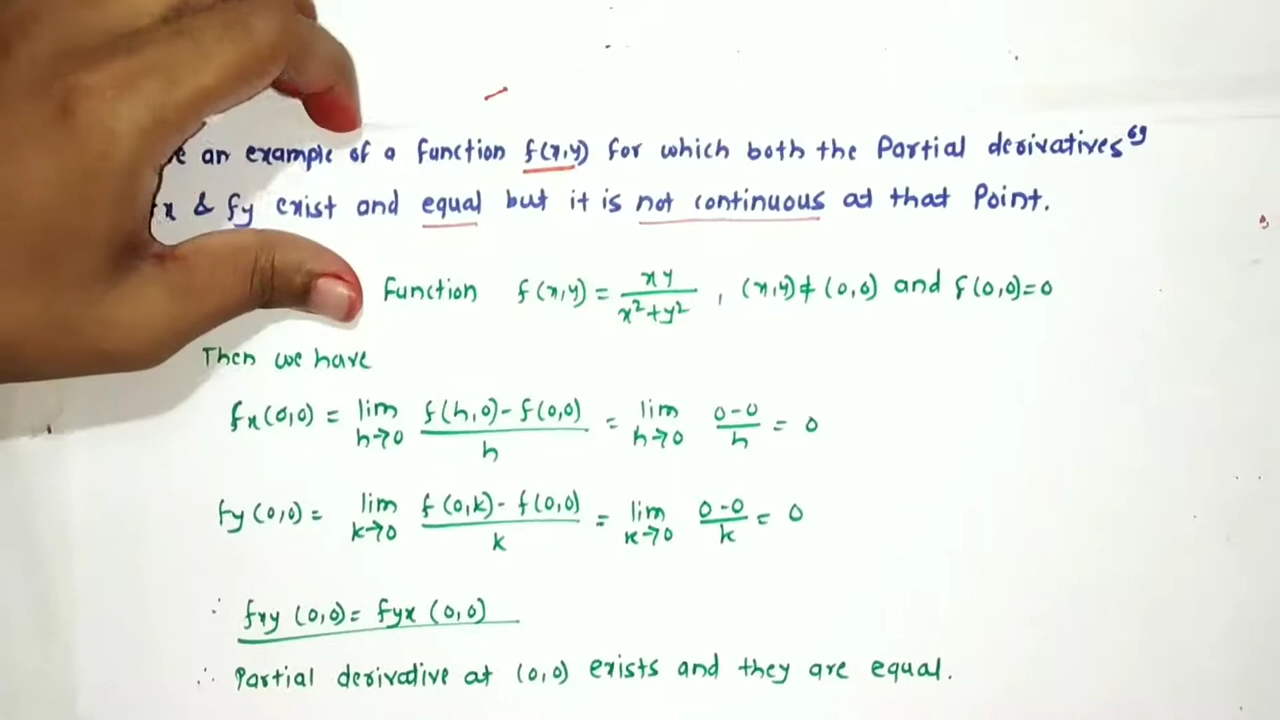 an example of a function f(x,y) for which both the Partial derivatives
x & fy exist and equal but it is not continuous at that Point.
Function f(x,y) = xy / x²+y² , (x,y) ≠ (0,0) and f(0,0)=0
Then we have
fx(0,0) = lim h→0 f(h,0)-f(0,0) / h = lim h→0 0-0 / h = 0
fy(0,0) = lim k→0 f(0,k)-f(0,0) / k = lim k→0 0-0 / k = 0
∴ fxy (0,0) = fyx (0,0)
∴ Partial derivative at (0,0) exists and they are equal.